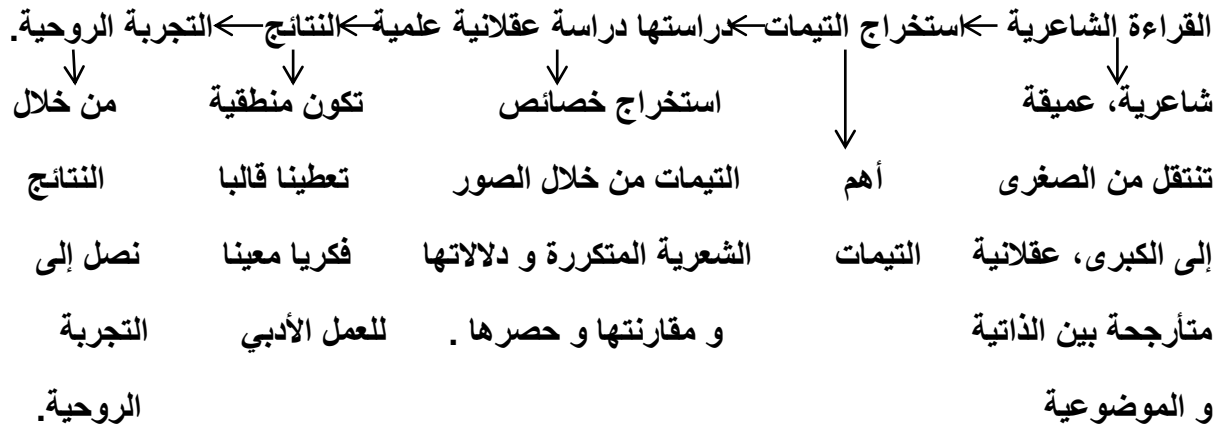 القراءة الشاعرية ←استخراج التيمات←دراستها دراسة عقلانية علمية←النتائج←التجربة الروحية.
شاعرية، عميقة استخراج خصائص تكون منطقية من خلال
تنتقل من الصغرى أهم التيمات من خلال الصور تعطينا قالبا النتائج
إلى الكبرى، عقلانية التيمات الشعرية المتكررة و دلالاتها فكريا معينا نصل إلى
متأرجحة بين الذاتية و مقارنتها و حصرها . للعمل الأدبي التجربة
و الموضوعية الروحية.